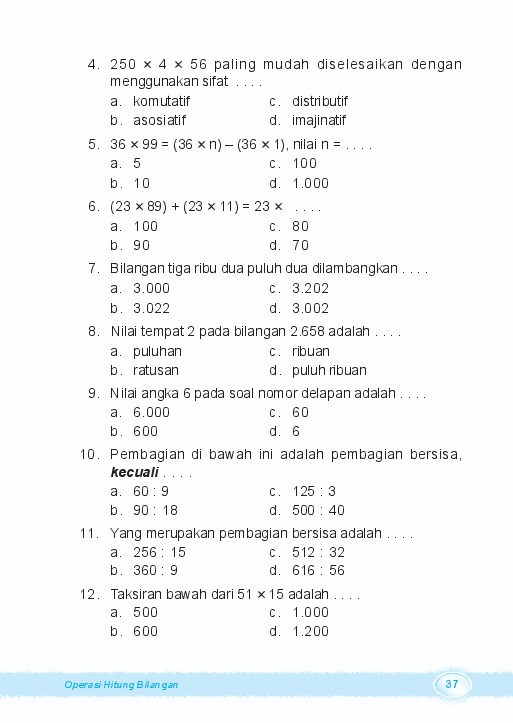 4. 250 × 4 × 56 paling mudah diselesaikan dengan
menggunakan sifat . . . .
a. komutatif c. distributif
b. asosiatif d. imajinatif
5. 36 × 99 = (36 × n) – (36 × 1), nilai n = . . . .
a. 5 c. 100
b. 10 d. 1.000
6. (23 × 89) + (23 × 11) = 23 × . . . .
a. 100 c. 80
b. 90 d. 70
7. Bilangan tiga ribu dua puluh dua dilambangkan . . . .
a. 3.000 c. 3.202
b. 3.022 d. 3.002
8. Nilai tempat 2 pada bilangan 2.658 adalah . . . .
a. puluhan c. ribuan
b. ratusan d. puluh ribuan
9. Nilai angka 6 pada soal nomor delapan adalah . . . .
a. 6.000 c. 60
b. 600 d. 6
10. Pembagian di bawah ini adalah pembagian bersisa,
kecuali . . . .
a. 60 : 9 c. 125 : 3
b. 90 : 18 d. 500 : 40
11. Yang merupakan pembagian bersisa adalah . . . .
a. 256 : 15 c. 512 : 32
b. 360 : 9 d. 616 : 56
12. Taksiran bawah dari 51 × 15 adalah . . . .
a. 500 c. 1.000
b. 600 d. 1.200
Operasi Hitung Bilangan 37